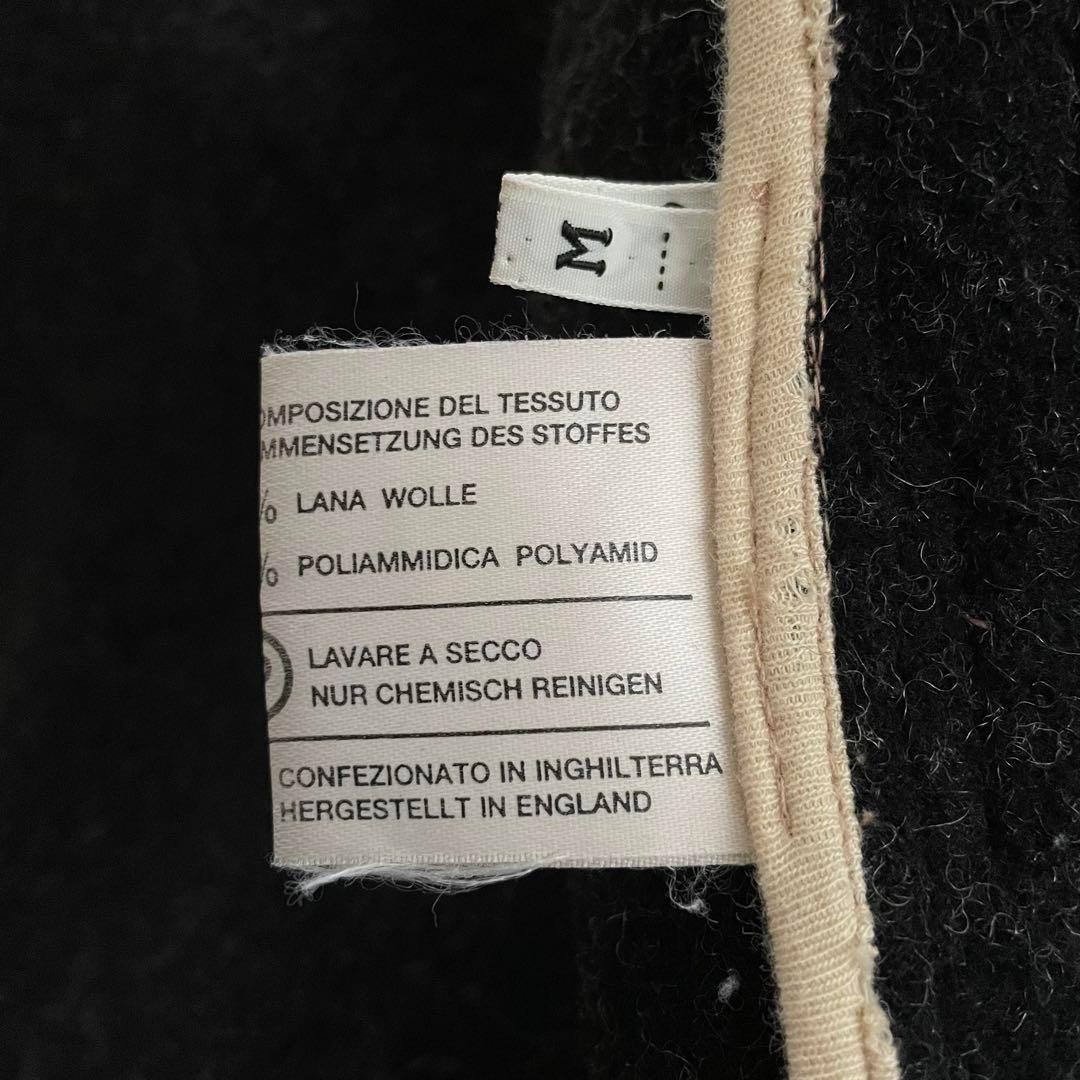 M
OMPOSIZIONE DEL TESSUTO
MMENSETZUNG DES STOFFES
% LANA WOLLE
% POLIAMMIDICA POLYAMID
LAVARE A SECCO
NUR CHEMISCH REINIGEN
CONFEZIONATO IN INGHILTERRA
HERGESTELLT IN ENGLAND